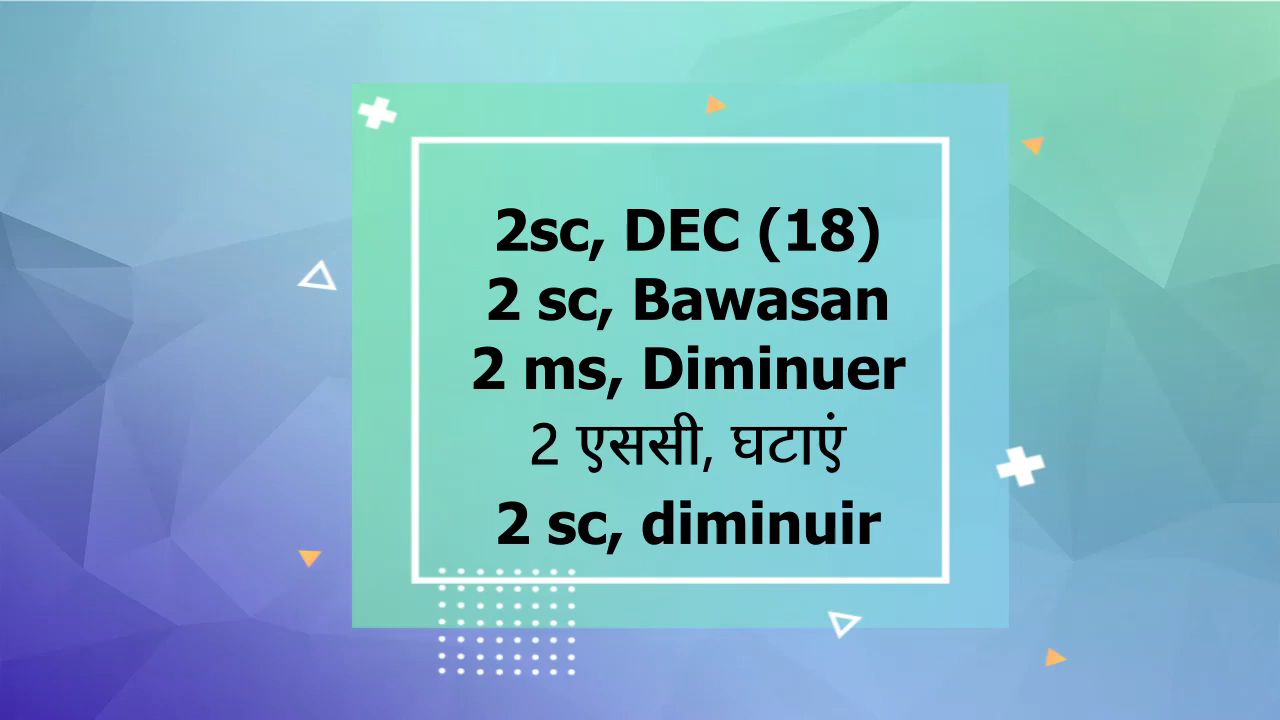 2sc, DEC (18)
2 sc, Bawasan
2 ms, Diminuer
2 एससी, घटाएं
2 sc, diminuir